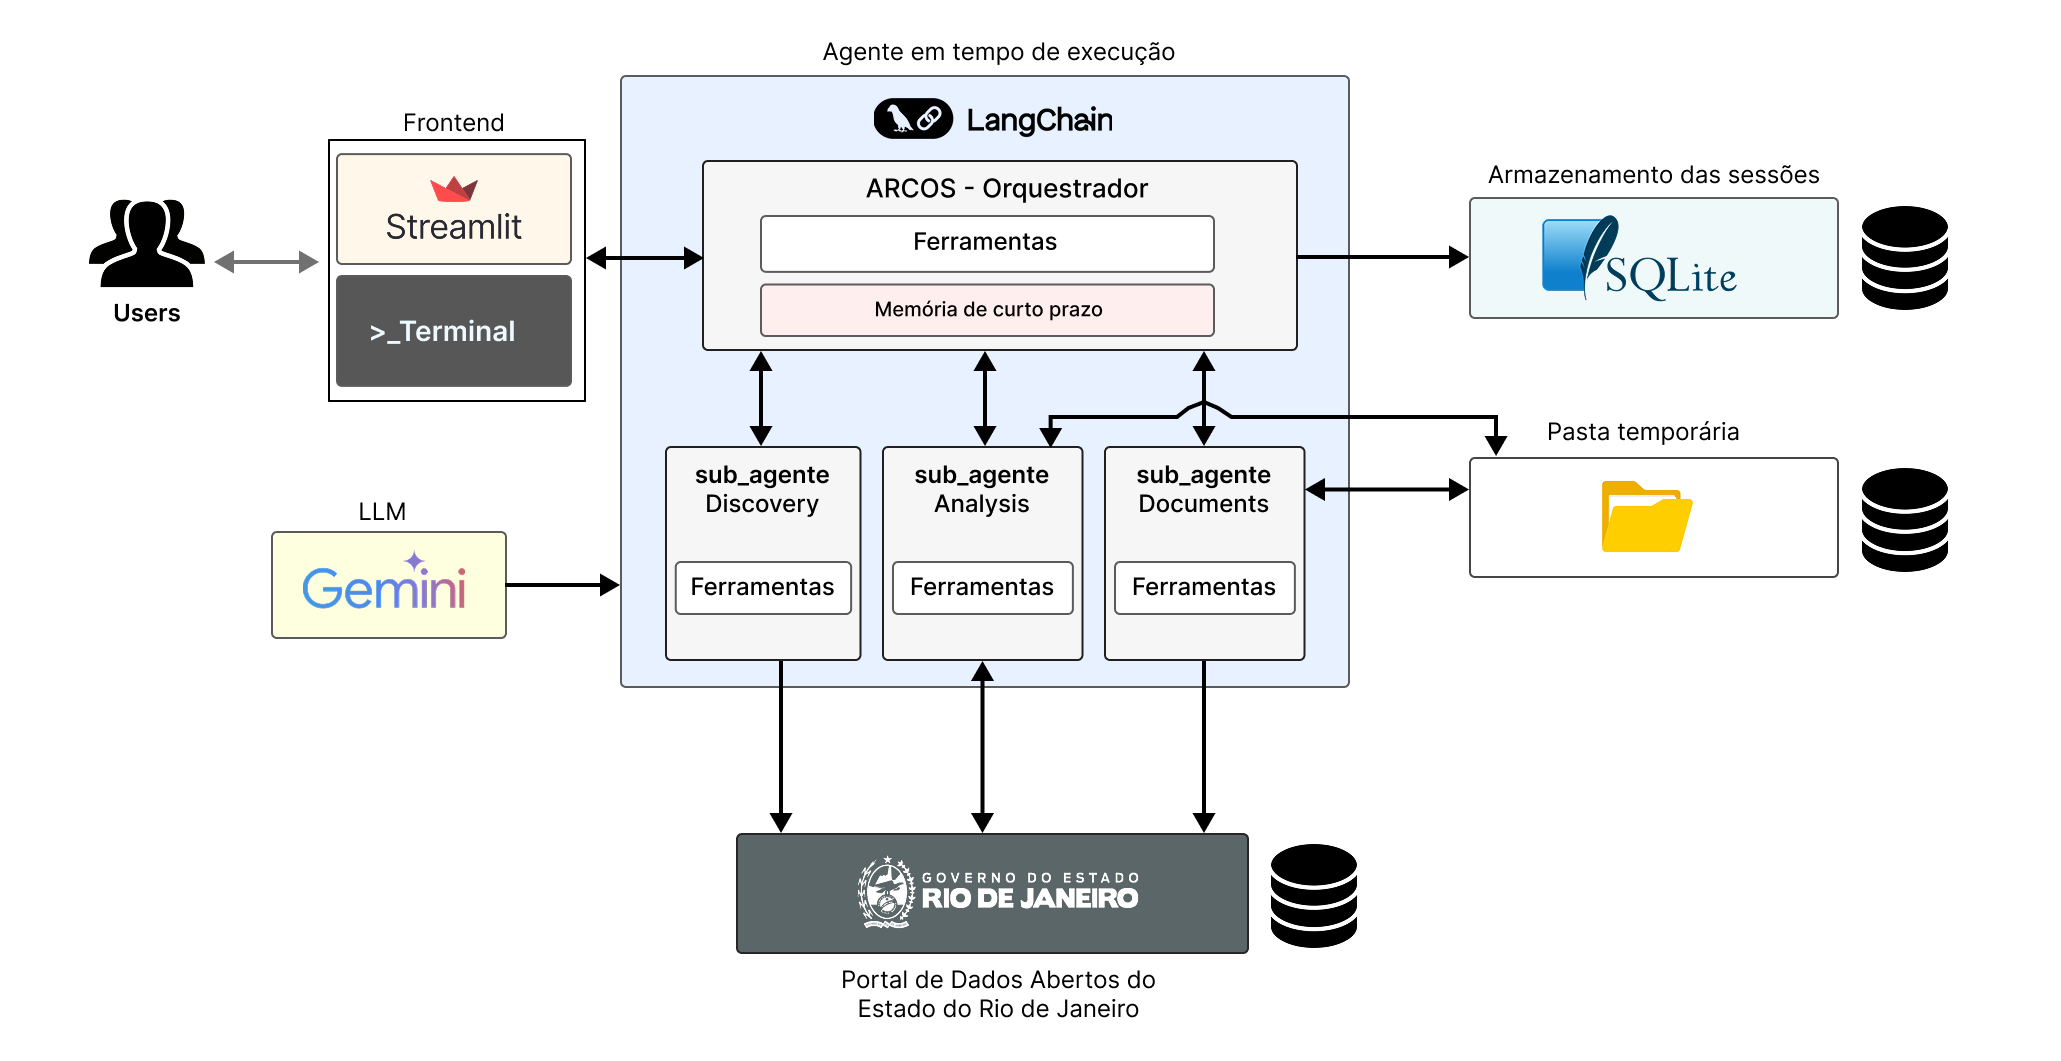 Agente em tempo de execução
LangChain
Frontend
Streamlit
>_Terminal
Users
ARCOS - Orquestrador
Ferramentas
Memória de curto prazo
Armazenamento das sessões
SQLite
Pasta temporária
LLM
Gemini
sub_agente
Discovery
Ferramentas
sub_agente
Analysis
Ferramentas
sub_agente
Documents
Ferramentas
GOVERNO DO ESTADO
RIO DE JANEIRO
Portal de Dados Abertos do
Estado do Rio de Janeiro